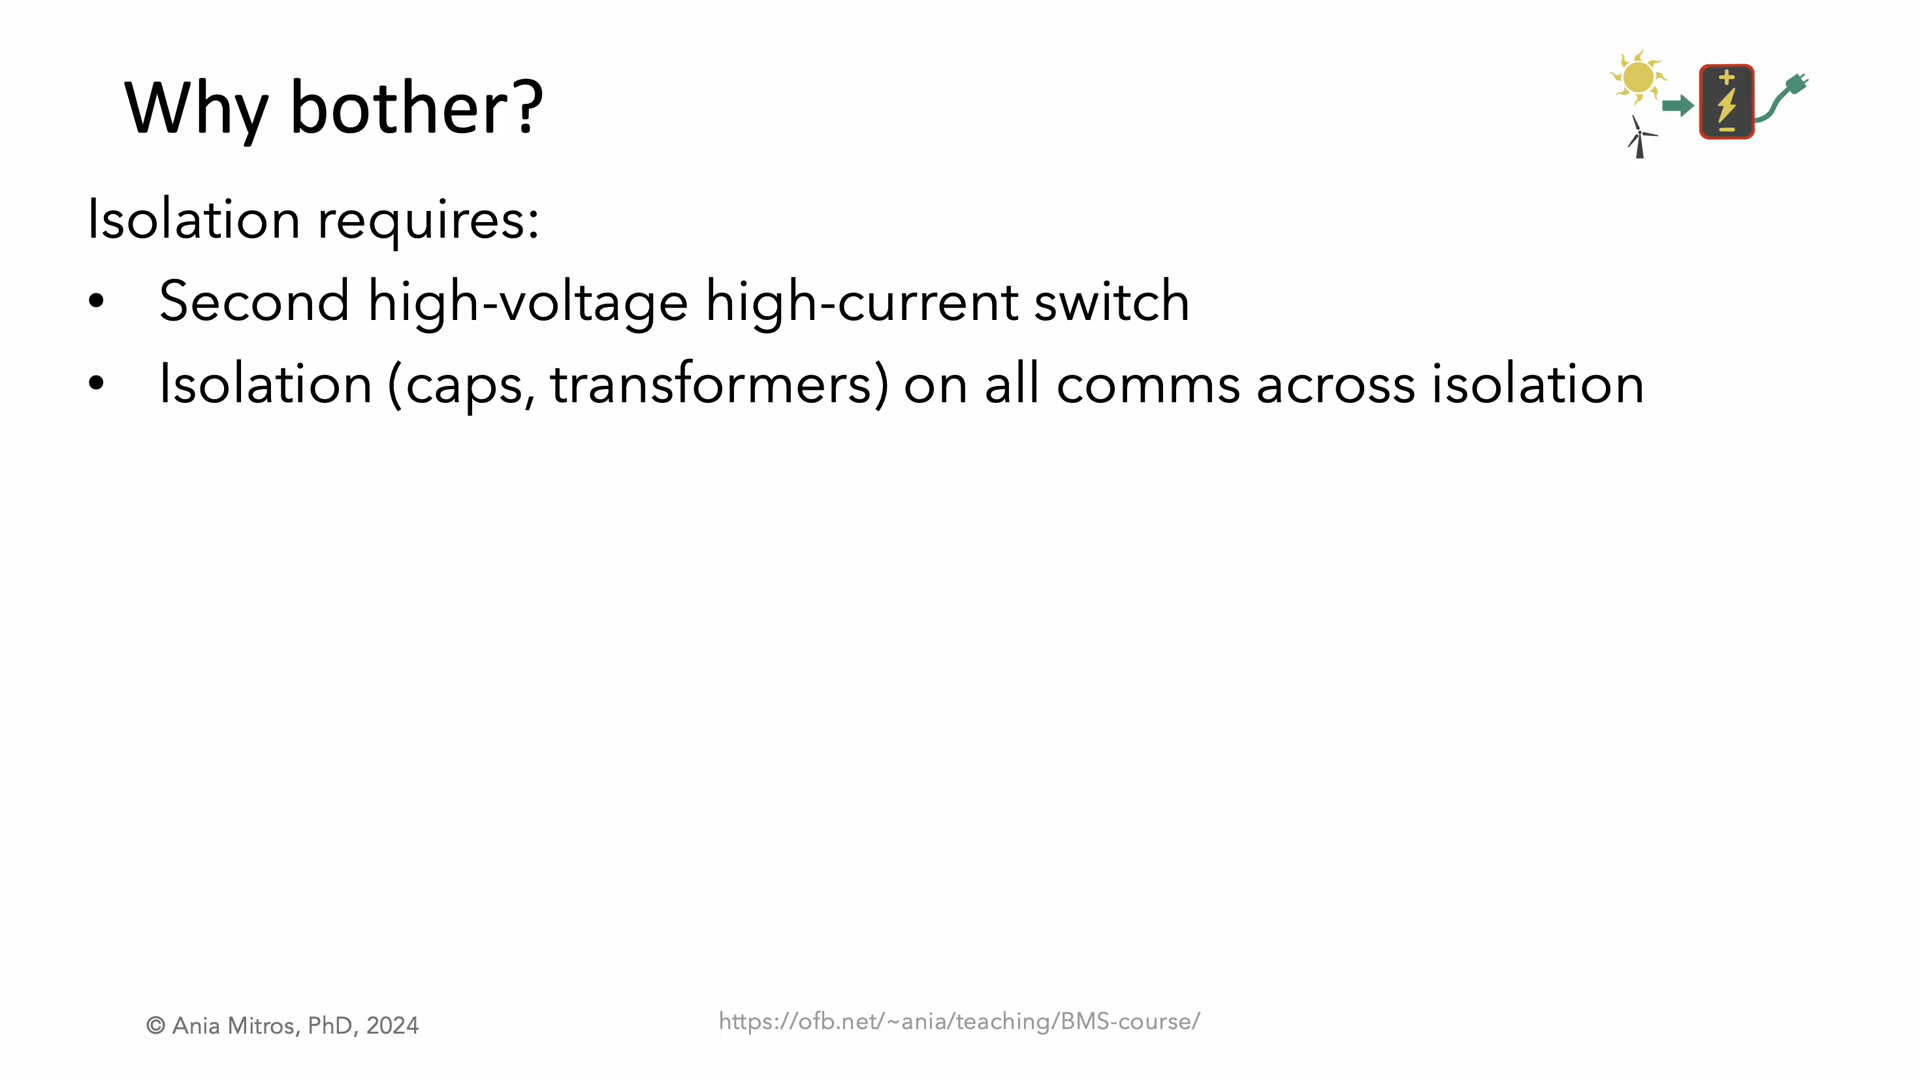 Why bother?
Isolation requires:
• Second high-voltage high-current switch
• Isolation (caps, transformers) on all comms across isolation
© Ania Mitros, PhD, 2024
https://ofb.net/~ania/teaching/BMS-course/